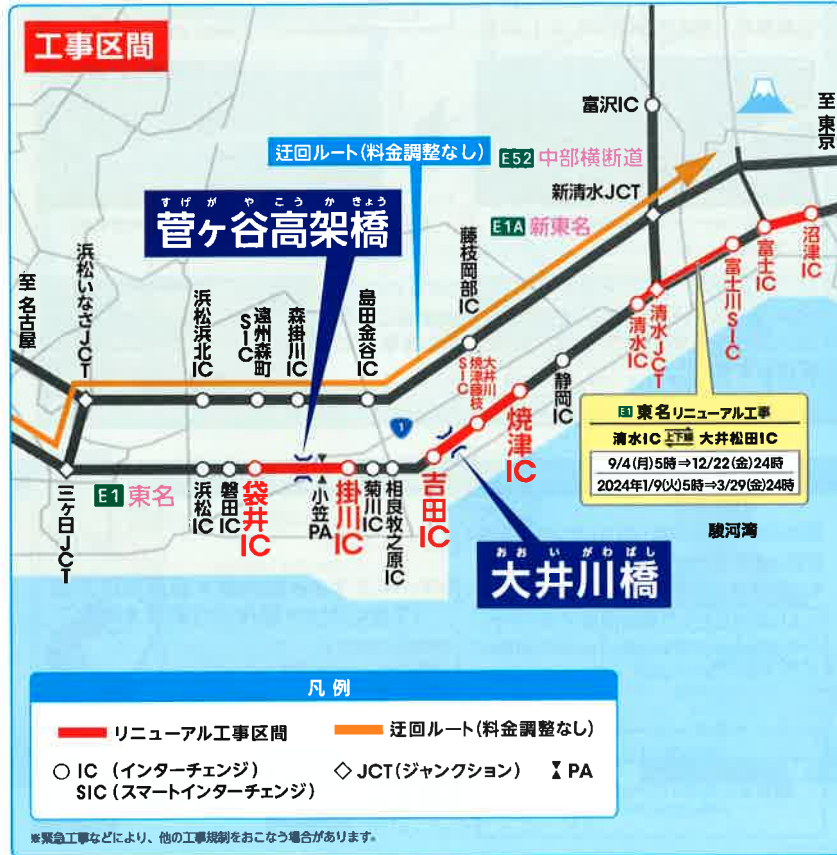 工事区間
富沢IC
至 東京
迂回ルート(料金調整なし)
E52 中部横断道
新清水JCT
すげがやこうかきょう
菅ヶ谷高架橋
E1A 新東名
藤枝岡部IC
沼津IC
富士IC
富士川SIC
清水JCT
清水IC
至 名古屋
浜松いなさJCT
浜松浜北IC
遠州森町SIC
森掛川IC
島田金谷IC
大井川焼津藤枝SIC
静岡IC
焼津IC
1
E1 東名リニューアル工事
清水IC 上下線 大井松田IC
9/4(月)5時⇒12/22(金)24時
2024年1/9(火)5時⇒3/29(金)24時
駿河湾
三ヶ日JCT
E1 東名
浜松IC
磐田IC
袋井IC
小笠PA
掛川IC
菊川IC
相良牧之原IC
吉田IC
おおいがわばし
大井川橋
凡例
リニューアル工事区間
迂回ルート(料金調整なし)
IC (インターチェンジ)
SIC(スマートインターチェンジ)
JCT(ジャンクション)
PA
※緊急工事などにより、他の工事規制をおこなう場合があります。